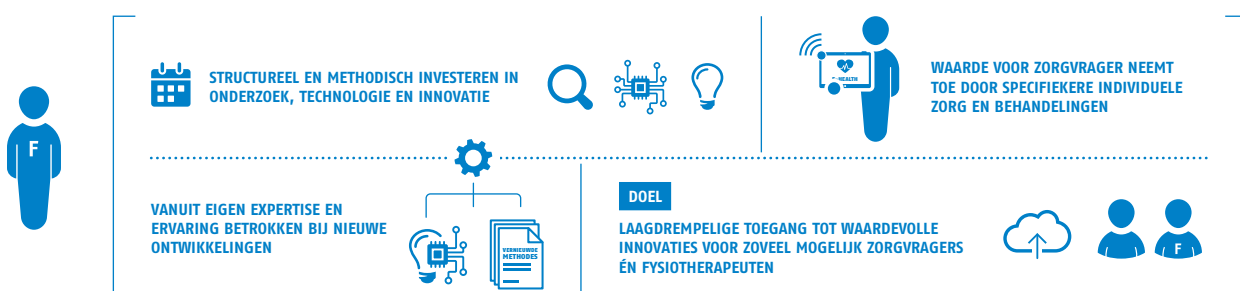 F
STRUCTUREEL EN METHODISCH INVESTEREN IN
ONDERZOEK, TECHNOLOGIE EN INNOVATIE
E-HEALTH
WAARDE VOOR ZORGVRAGER NEEMT
TOE DOOR SPECIFIEKERE INDIVIDUELE
ZORG EN BEHANDELINGEN
VANUIT EIGEN EXPERTISE EN
ERVARING BETROKKEN BIJ NIEUWE
ONTWIKKELINGEN
VERNIEUWDE
METHODES
DOEL
LAAGDREMPELIGE TOEGANG TOT WAARDEVOLLE
INNOVATIES VOOR ZOVEEL MOGELIJK ZORGVRAGERS
ÉN FYSIOTHERAPEUTEN
F